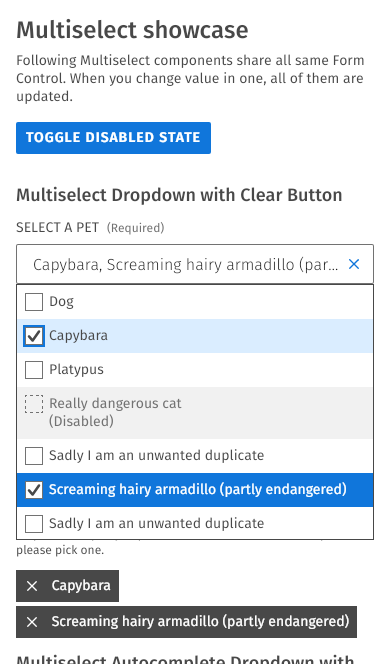 Multiselect showcase
Following Multiselect components share all same Form
Control. When you change value in one, all of them are
updated.
TOGGLE DISABLED STATE
Multiselect Dropdown with Clear Button
SELECT A PET (Required)
Capybara, Screaming hairy armadillo (par...
Dog
Capybara
Platypus
Really dangerous cat
(Disabled)
Sadly I am an unwanted duplicate
Screaming hairy armadillo (partly endangered)
Sadly I am an unwanted duplicate
please pick one.
Capybara
Screaming hairy armadillo (partly endangered)
Multiselect Autocomplete Dropdown with